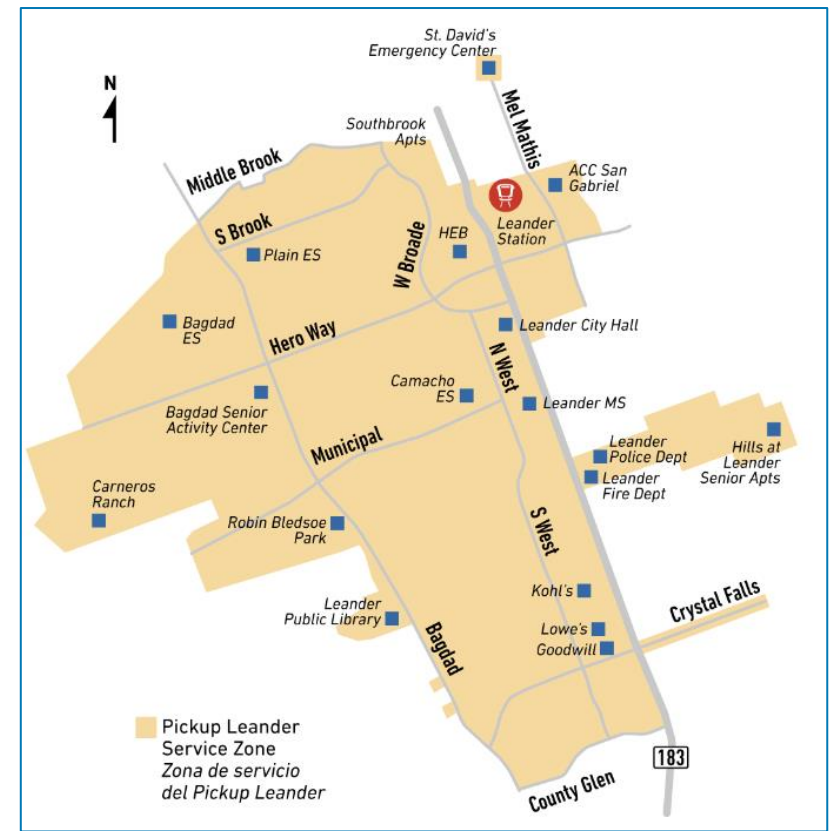 St. David's
Emergency Center
N
Mel Mathis
Southbrook
Apts
Middle Brook
ACC San
Gabriel
S Brook
Leander
Station
HEB
W Broade
Plain ES
Bagdad
ES
Hero Way
Leander City Hall
N West
Camacho
ES
Bagdad Senior
Activity Center
Leander MS
Municipal
Leander
Police Dept
Hills at
Leander
Senior Apts
Leander
Fire Dept
Carneros
Ranch
Robin Bledsoe
Park
S West
Kohl's
Crystal Falls
Leander
Public Library
Lowe's
Goodwill
Bagdad
Pickup Leander
Service Zone
Zona de servicio
del Pickup Leander
183
County Glen